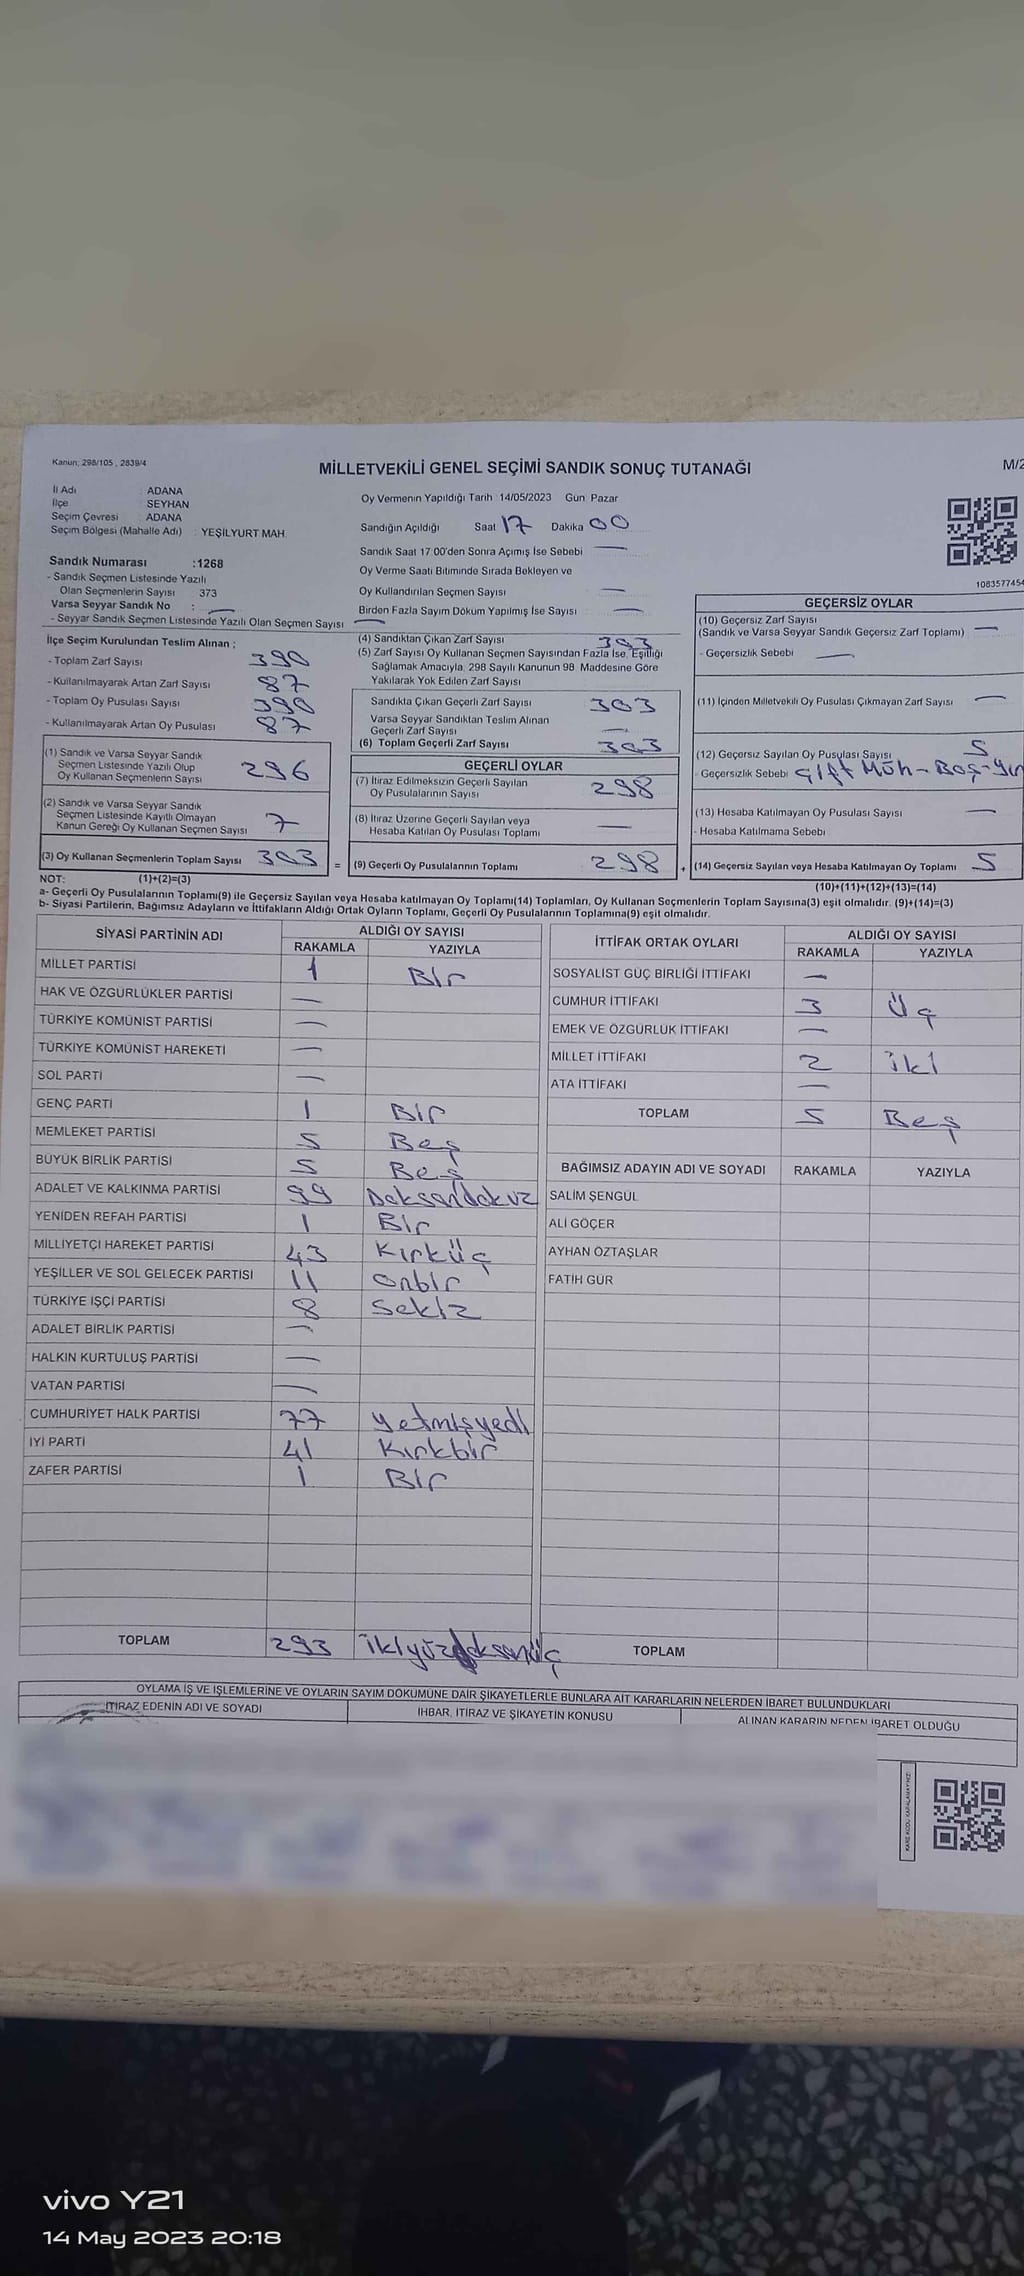 Kanun, 298/105 , 2839/4
MİLLETVEKİLİ GENEL SEÇİMİ SANDIK SONUÇ TUTANAĞI
M/2
İl Adı : ADANA
İlçe : SEYHAN
Seçim Çevresi : ADANA
Seçim Bölgesi (Mahalle Adı) : YEŞİLYURT MAH.
Sandık Numarası :1268
- Sandık Seçmen Listesinde Yazılı
Olan Seçmenlerin Sayısı : 373
Varsa Seyyar Sandık No : —
- Seyyar Sandık Seçmen Listesinde Yazılı Olan Seçmen Sayısı —
Oy Vermenin Yapıldığı Tarih 14/05/2023 Gün Pazar
Sandığın Açıldığı Saat 17 Dakika 00
Sandık Saat 17:00'den Sonra Açımış İse Sebebi —
Oy Verme Saati Bitiminde Sırada Bekleyen ve
Oy Kullandırılan Seçmen Sayısı —
Birden Fazla Sayım Döküm Yapılmış İse Sayısı —
1083577454
İlçe Seçim Kurulundan Teslim Alınan ;
- Toplam Zarf Sayısı 390
- Kullanılmayarak Artan Zarf Sayısı 87
- Toplam Oy Pusulası Sayısı 390
- Kullanılmayarak Artan Oy Pusulası 87
(1) Sandık ve Varsa Seyyar Sandık
Seçmen Listesinde Yazılı Olup
Oy Kullanan Seçmenlerin Sayısı 296
(2) Sandık ve Varsa Seyyar Sandık
Seçmen Listesinde Kayıtlı Olmayan
Kanun Gereği Oy Kullanan Seçmen Sayısı 7
(3) Oy Kullanan Seçmenlerin Toplam Sayısı 303 =
(4) Sandıktan Çıkan Zarf Sayısı 303
(5) Zarf Sayısı Oy Kullanan Seçmen Sayısından Fazla İse, Eşitliği
Sağlamak Amacıyla, 298 Sayılı Kanunun 98. Maddesine Göre
Yakılarak Yok Edilen Zarf Sayısı
Sandıkta Çıkan Geçerli Zarf Sayısı 303
Varsa Seyyar Sandıktan Teslim Alınan
Geçerli Zarf Sayısı —
(6) Toplam Geçerli Zarf Sayısı 303
GEÇERLİ OYLAR
(7) İtiraz Edilmeksizin Geçerli Sayılan
Oy Pusulalarının Sayısı 298
(8) İtiraz Üzerine Geçerli Sayılan veya
Hesaba Katılan Oy Pusulası Toplamı —
(9) Geçerli Oy Pusulalarının Toplamı 298 +
GEÇERSİZ OYLAR
(10) Geçersiz Zarf Sayısı
(Sandık ve Varsa Seyyar Sandık Geçersiz Zarf Toplamı) —
- Geçersizlik Sebebi —
(11) İçinden Milletvekili Oy Pusulası Çıkmayan Zarf Sayısı —
(12) Geçersiz Sayılan Oy Pusulası Sayısı 5
- Geçersizlik Sebebi Çift Müh-Boş-
(13) Hesaba Katılmayan Oy Pusulası Sayısı —
- Hesaba Katılmama Sebebi
(14) Geçersiz Sayılan veya Hesaba Katılmayan Oy Toplamı 5
NOT: (1)+(2)=(3)
(10)+(11)+(12)+(13)=(14)
a- Geçerli Oy Pusulalarının Toplamı(9) ile Geçersiz Sayılan veya Hesaba katılmayan Oy Toplamı(14) Toplamları, Oy Kullanan Seçmenlerin Toplam Sayısına(3) eşit olmalıdır. (9)+(14)=(3)
b- Siyasi Partilerin, Bağımsız Adayların ve İttifakların Aldığı Ortak Oyların Toplamı, Geçerli Oy Pusulalarının Toplamına(9) eşit olmalıdır.
SİYASİ PARTİNİN ADI
ALDIĞI OY SAYISI
RAKAMLA YAZIYLA
MİLLET PARTİSİ 1 Bir
HAK VE ÖZGÜRLÜKLER PARTİSİ —
TÜRKİYE KOMÜNİST PARTİSİ —
TÜRKİYE KOMÜNİST HAREKETİ —
SOL PARTİ —
GENÇ PARTİ 1 Bir
MEMLEKET PARTİSİ 5 Beş
BÜYÜK BİRLİK PARTİSİ 5 Beş
ADALET VE KALKINMA PARTİSİ 99 Doksandokuz
YENİDEN REFAH PARTİSİ 1 Bir
MİLLİYETÇİ HAREKET PARTİSİ 43 Kırküç
YEŞİLLER VE SOL GELECEK PARTİSİ 11 Onbir
TÜRKİYE İŞÇİ PARTİSİ 8 Sekiz
ADALET BİRLİK PARTİSİ —
HALKIN KURTULUŞ PARTİSİ —
VATAN PARTİSİ —
CUMHURİYET HALK PARTİSİ 77 Yetmişyedi
İYİ PARTİ 41 Kırkbir
ZAFER PARTİSİ 1 Bir
TOPLAM 293
İTTİFAK ORTAK OYLARI
ALDIĞI OY SAYISI
RAKAMLA YAZIYLA
SOSYALİST GÜÇ BİRLİĞİ İTTİFAKI —
CUMHUR İTTİFAKI 3 Üç
EMEK VE ÖZGÜRLÜK İTTİFAKI —
MİLLET İTTİFAKI 2 iki
ATA İTTİFAKI —
TOPLAM 5 Beş
BAĞIMSIZ ADAYIN ADI VE SOYADI RAKAMLA YAZIYLA
SALİM ŞENGÜL
ALİ GÖÇER
AYHAN ÖZTAŞLAR
FATİH GÜR
TOPLAM
OYLAMA İŞ VE İŞLEMLERİNE VE OYLARIN SAYIM DÖKÜMÜNE DAİR ŞİKAYETLERLE BUNLARA AİT KARARLARIN NELERDEN İBARET BULUNDUKLARI
İTİRAZ EDENİN ADI VE SOYADI
İHBAR, İTİRAZ VE ŞİKAYETİN KONUSU
ALINAN KARARIN NEDEN İBARET OLDUĞU
KARE KODU KARALAMAYINIZ!
vivo Y21
14 May 2023 20:18